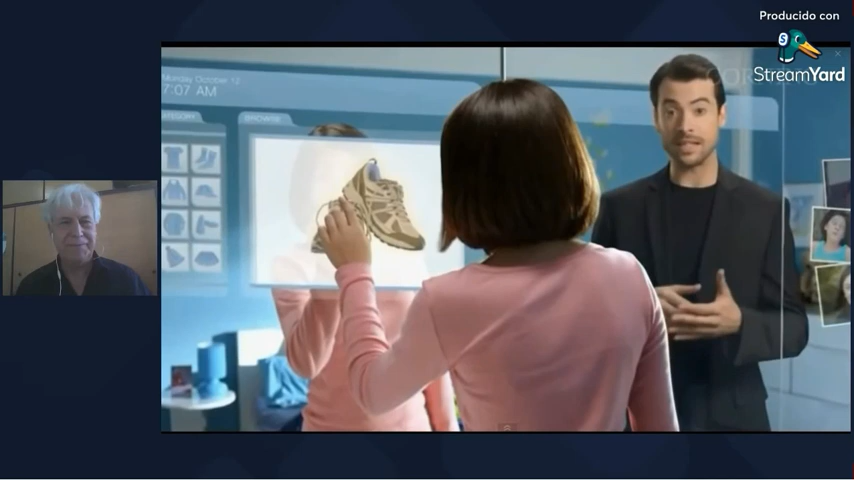 Producido con
StreamYard
Monday October 12
7:07 AM
BROWSE